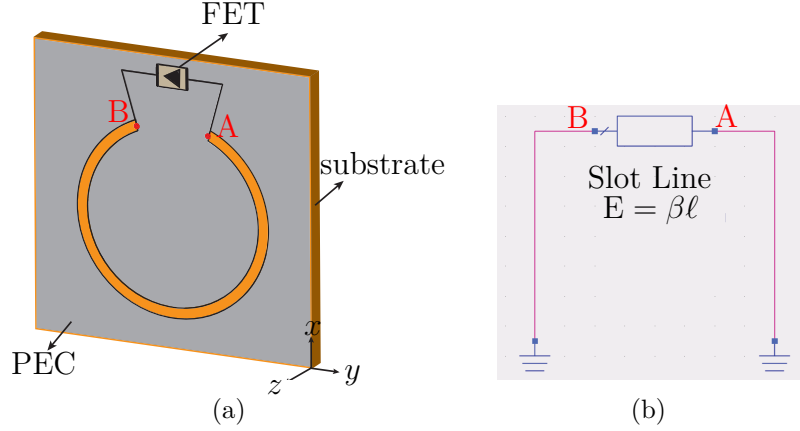 FET
B
A
substrate
PEC
x
y
z
(a)
B
A
Slot Line
E = βℓ
(b)